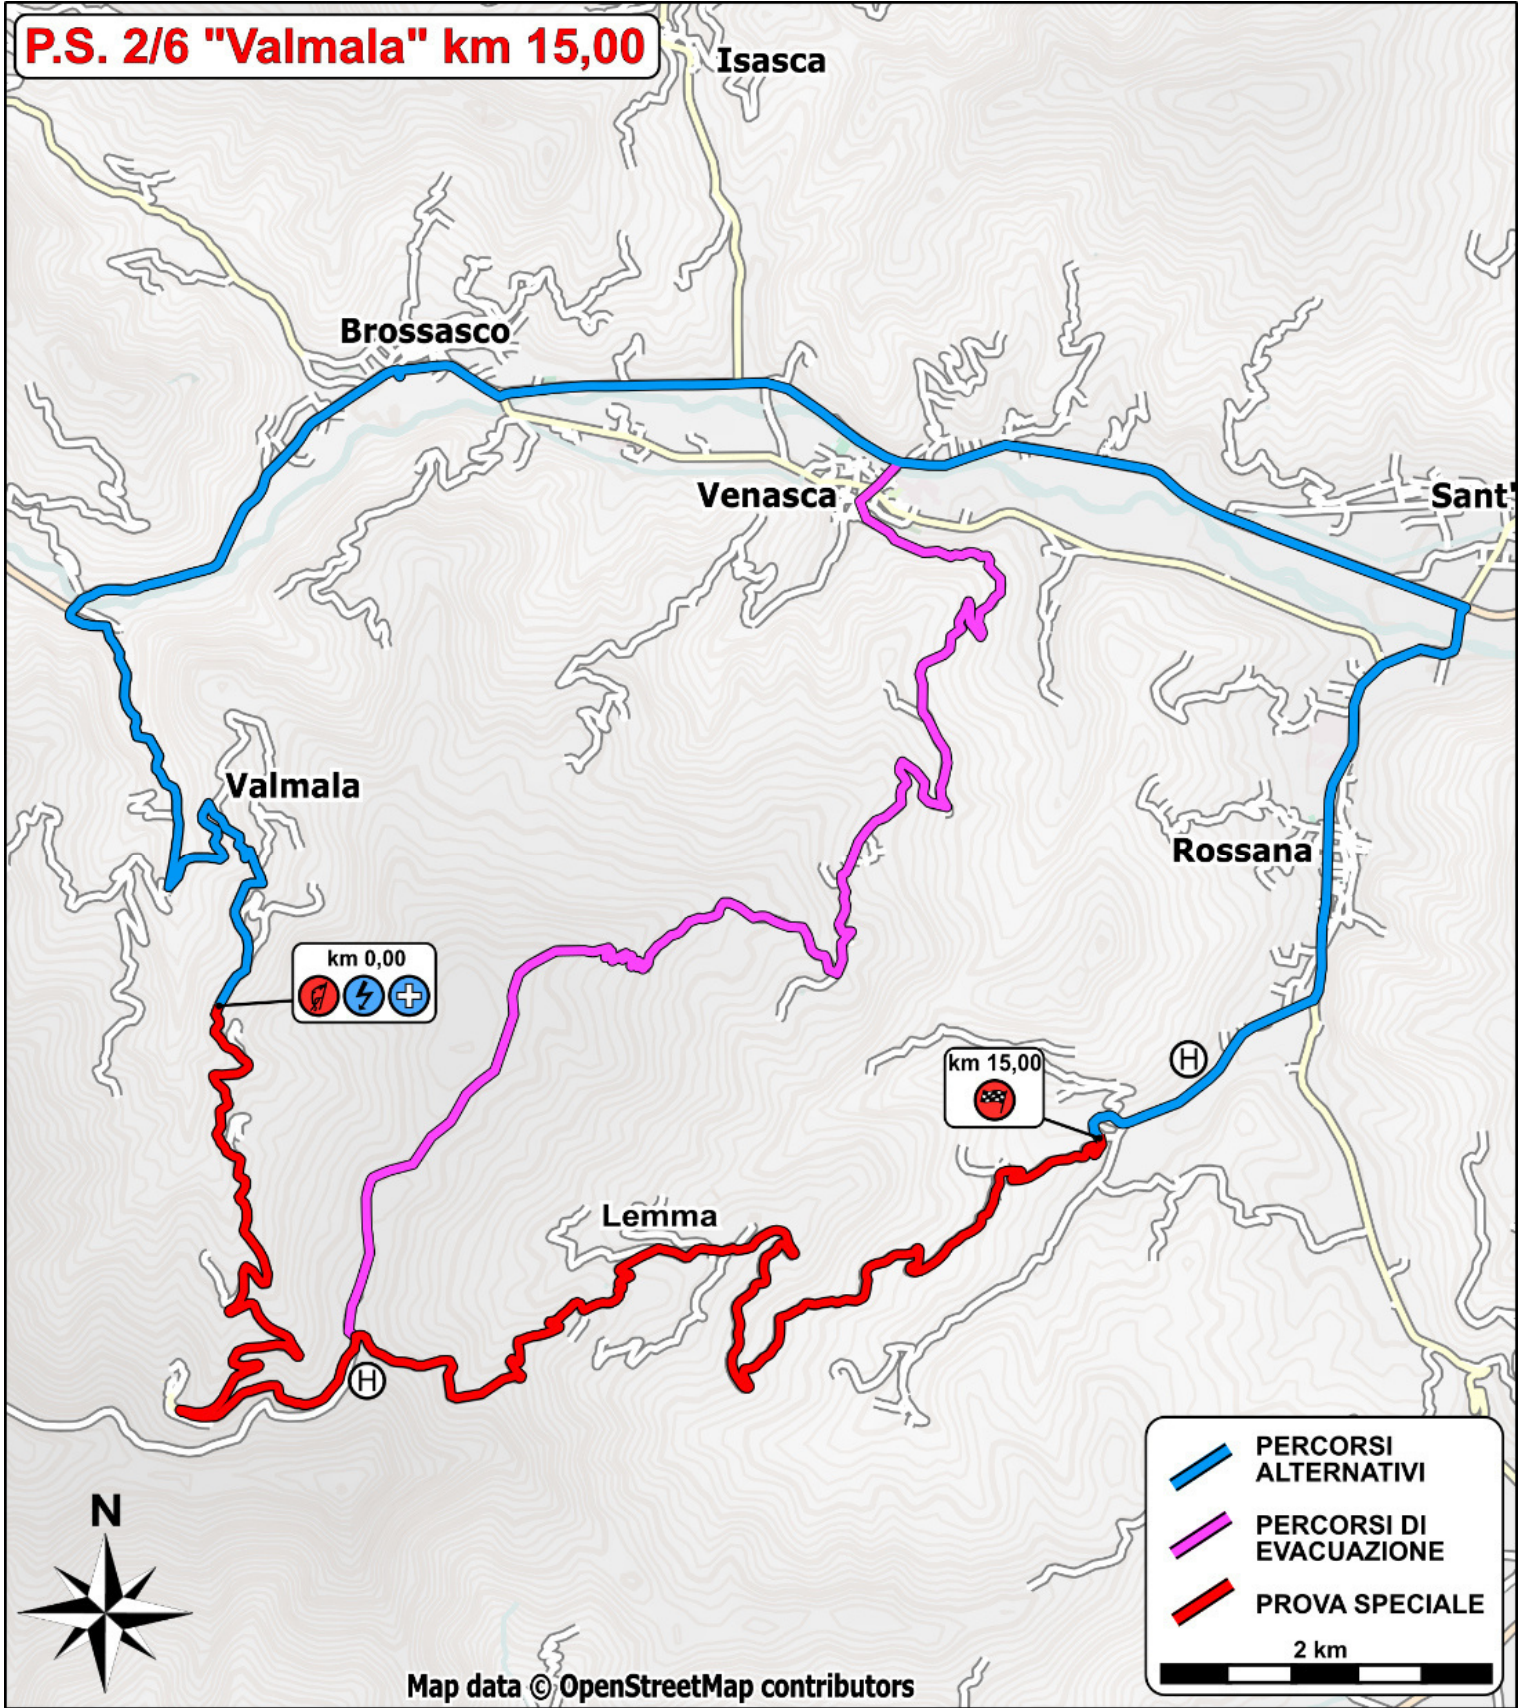 P.S. 2/6 "Valmala" km 15,00
Isasca
Brossasco
Venasca
Sant'
Valmala
Rossana
km 0,00
km 15,00
H
Lemma
H
PERCORSI
ALTERNATIVI
PERCORSI DI
EVACUAZIONE
PROVA SPECIALE
2 km
N
Map data © OpenStreetMap contributors